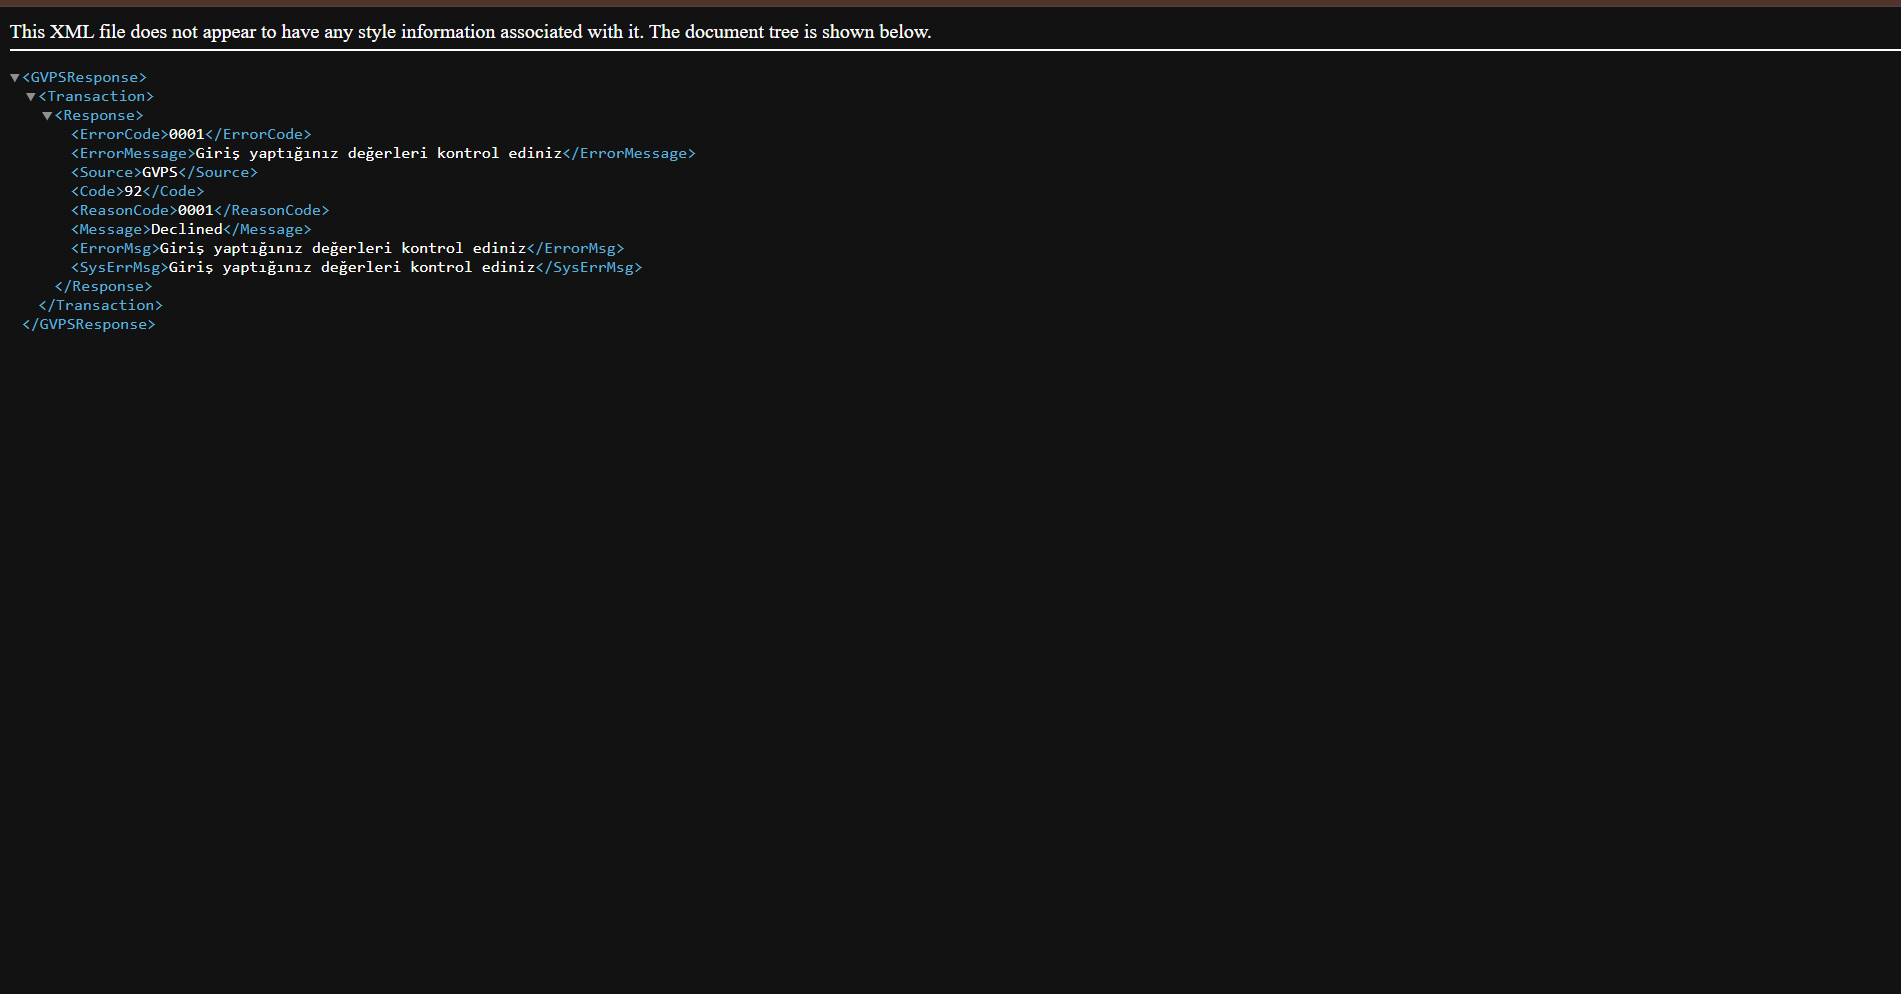 This XML file does not appear to have any style information associated with it. The document tree is shown below.
<GVPSResponse>
<Transaction>
<Response>
<ErrorCode>0001</ErrorCode>
<ErrorMessage>Giriş yaptığınız değerleri kontrol ediniz</ErrorMessage>
<Source>GVPS</Source>
<Code>92</Code>
<ReasonCode>0001</ReasonCode>
<Message>Declined</Message>
<ErrorMsg>Giriş yaptığınız değerleri kontrol ediniz</ErrorMsg>
<SysErrMsg>Giriş yaptığınız değerleri kontrol ediniz</SysErrMsg>
</Response>
</Transaction>
</GVPSResponse>